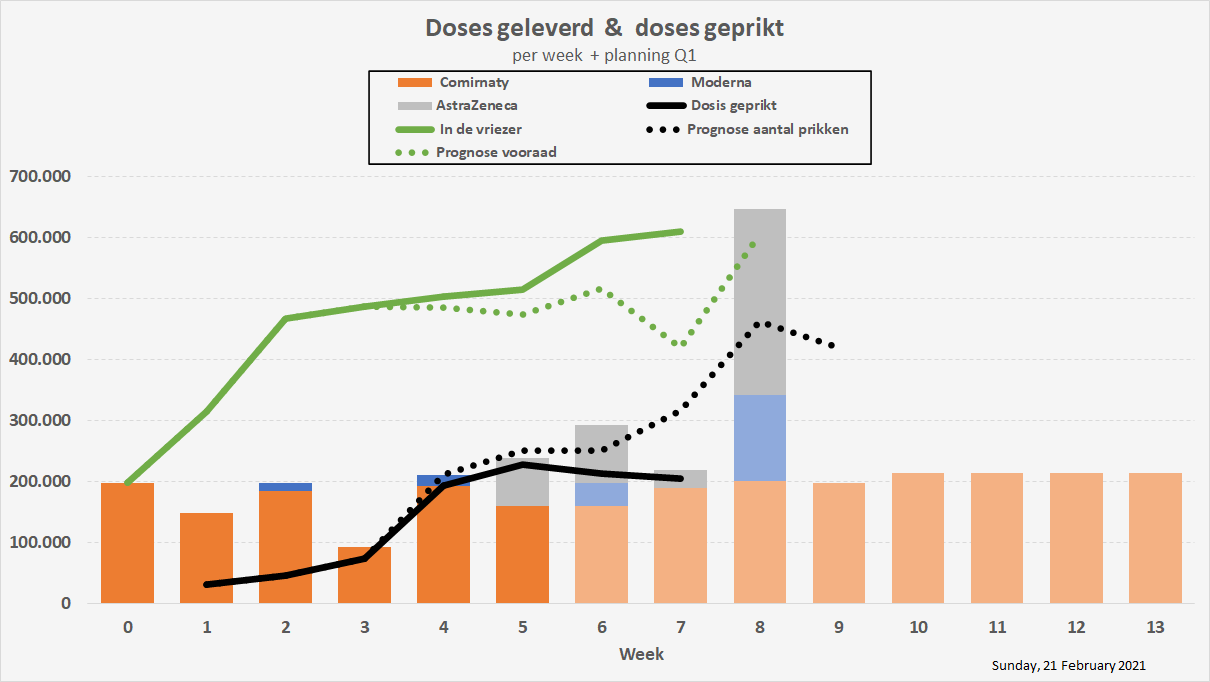 Doses geleverd & doses geprikt
per week + planning Q1
Comirnaty Moderna
AstraZeneca Dosis geprikt
In de vriezer Prognose aantal prikken
Prognose vooraad
700.000
600.000
500.000
400.000
300.000
200.000
100.000
0
0 1 2 3 4 5 6 7 8 9 10 11 12 13
Week
Sunday, 21 February 2021